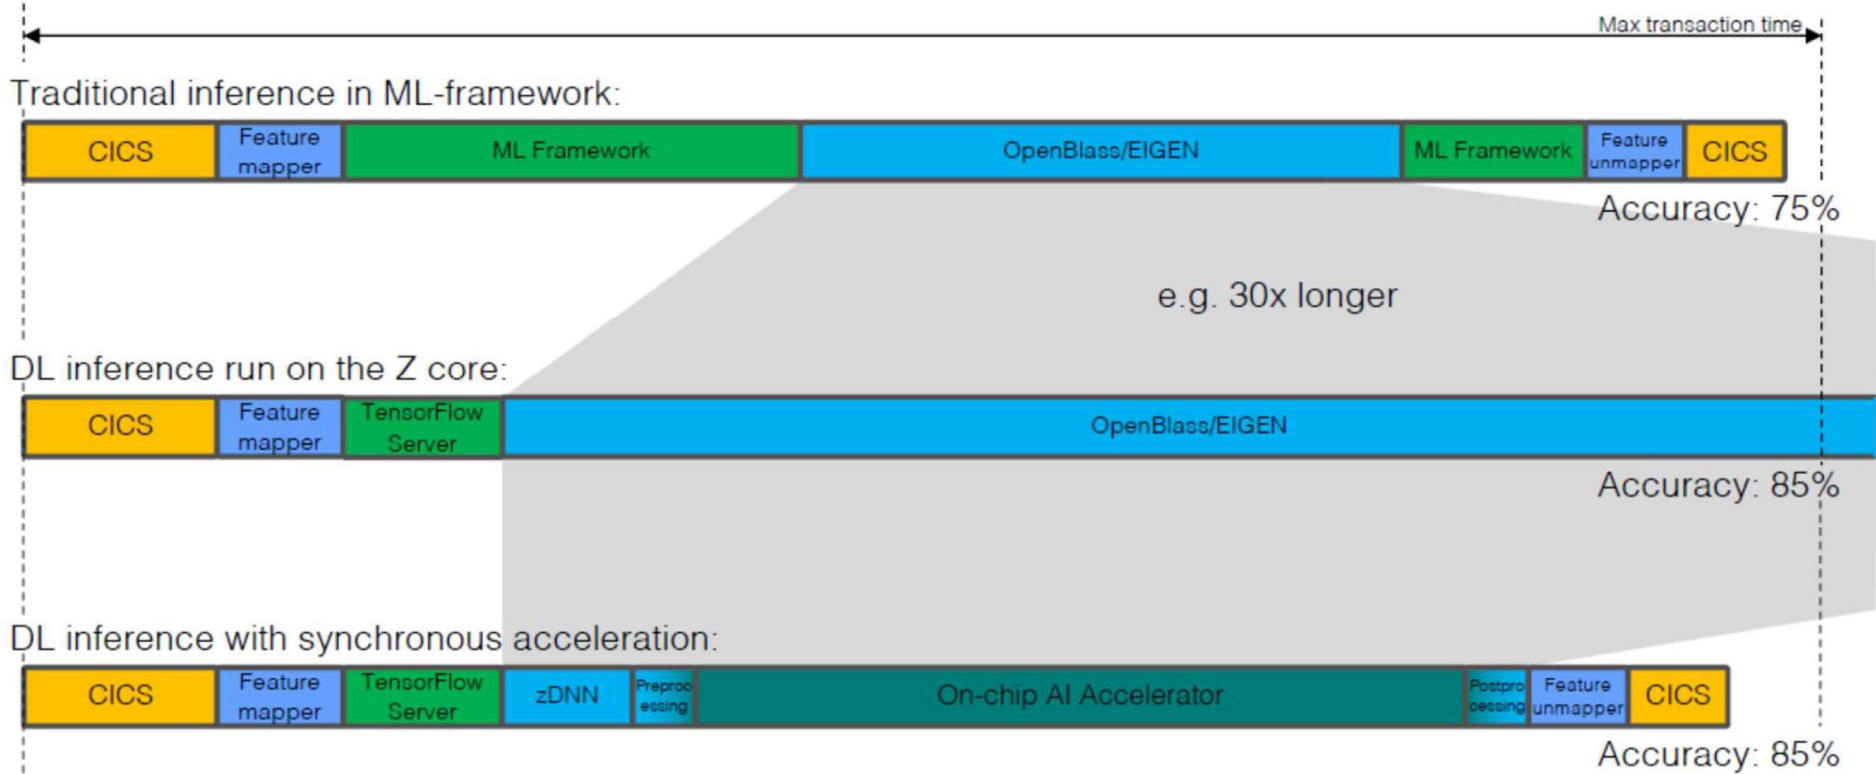 Max transaction time
Traditional inference in ML-framework:
CICS
Feature
mapper
ML Framework
OpenBlass/EIGEN
ML Framework
Feature
unmapper
CICS
Accuracy: 75%
e.g. 30x longer
DL inference run on the Z core:
CICS
Feature
mapper
TensorFlow
Server
OpenBlass/EIGEN
Accuracy: 85%
DL inference with synchronous acceleration:
CICS
Feature
mapper
TensorFlow
Server
zDNN
Preproc
essing
On-chip AI Accelerator
Postpro
cessing
Feature
unmapper
CICS
Accuracy: 85%